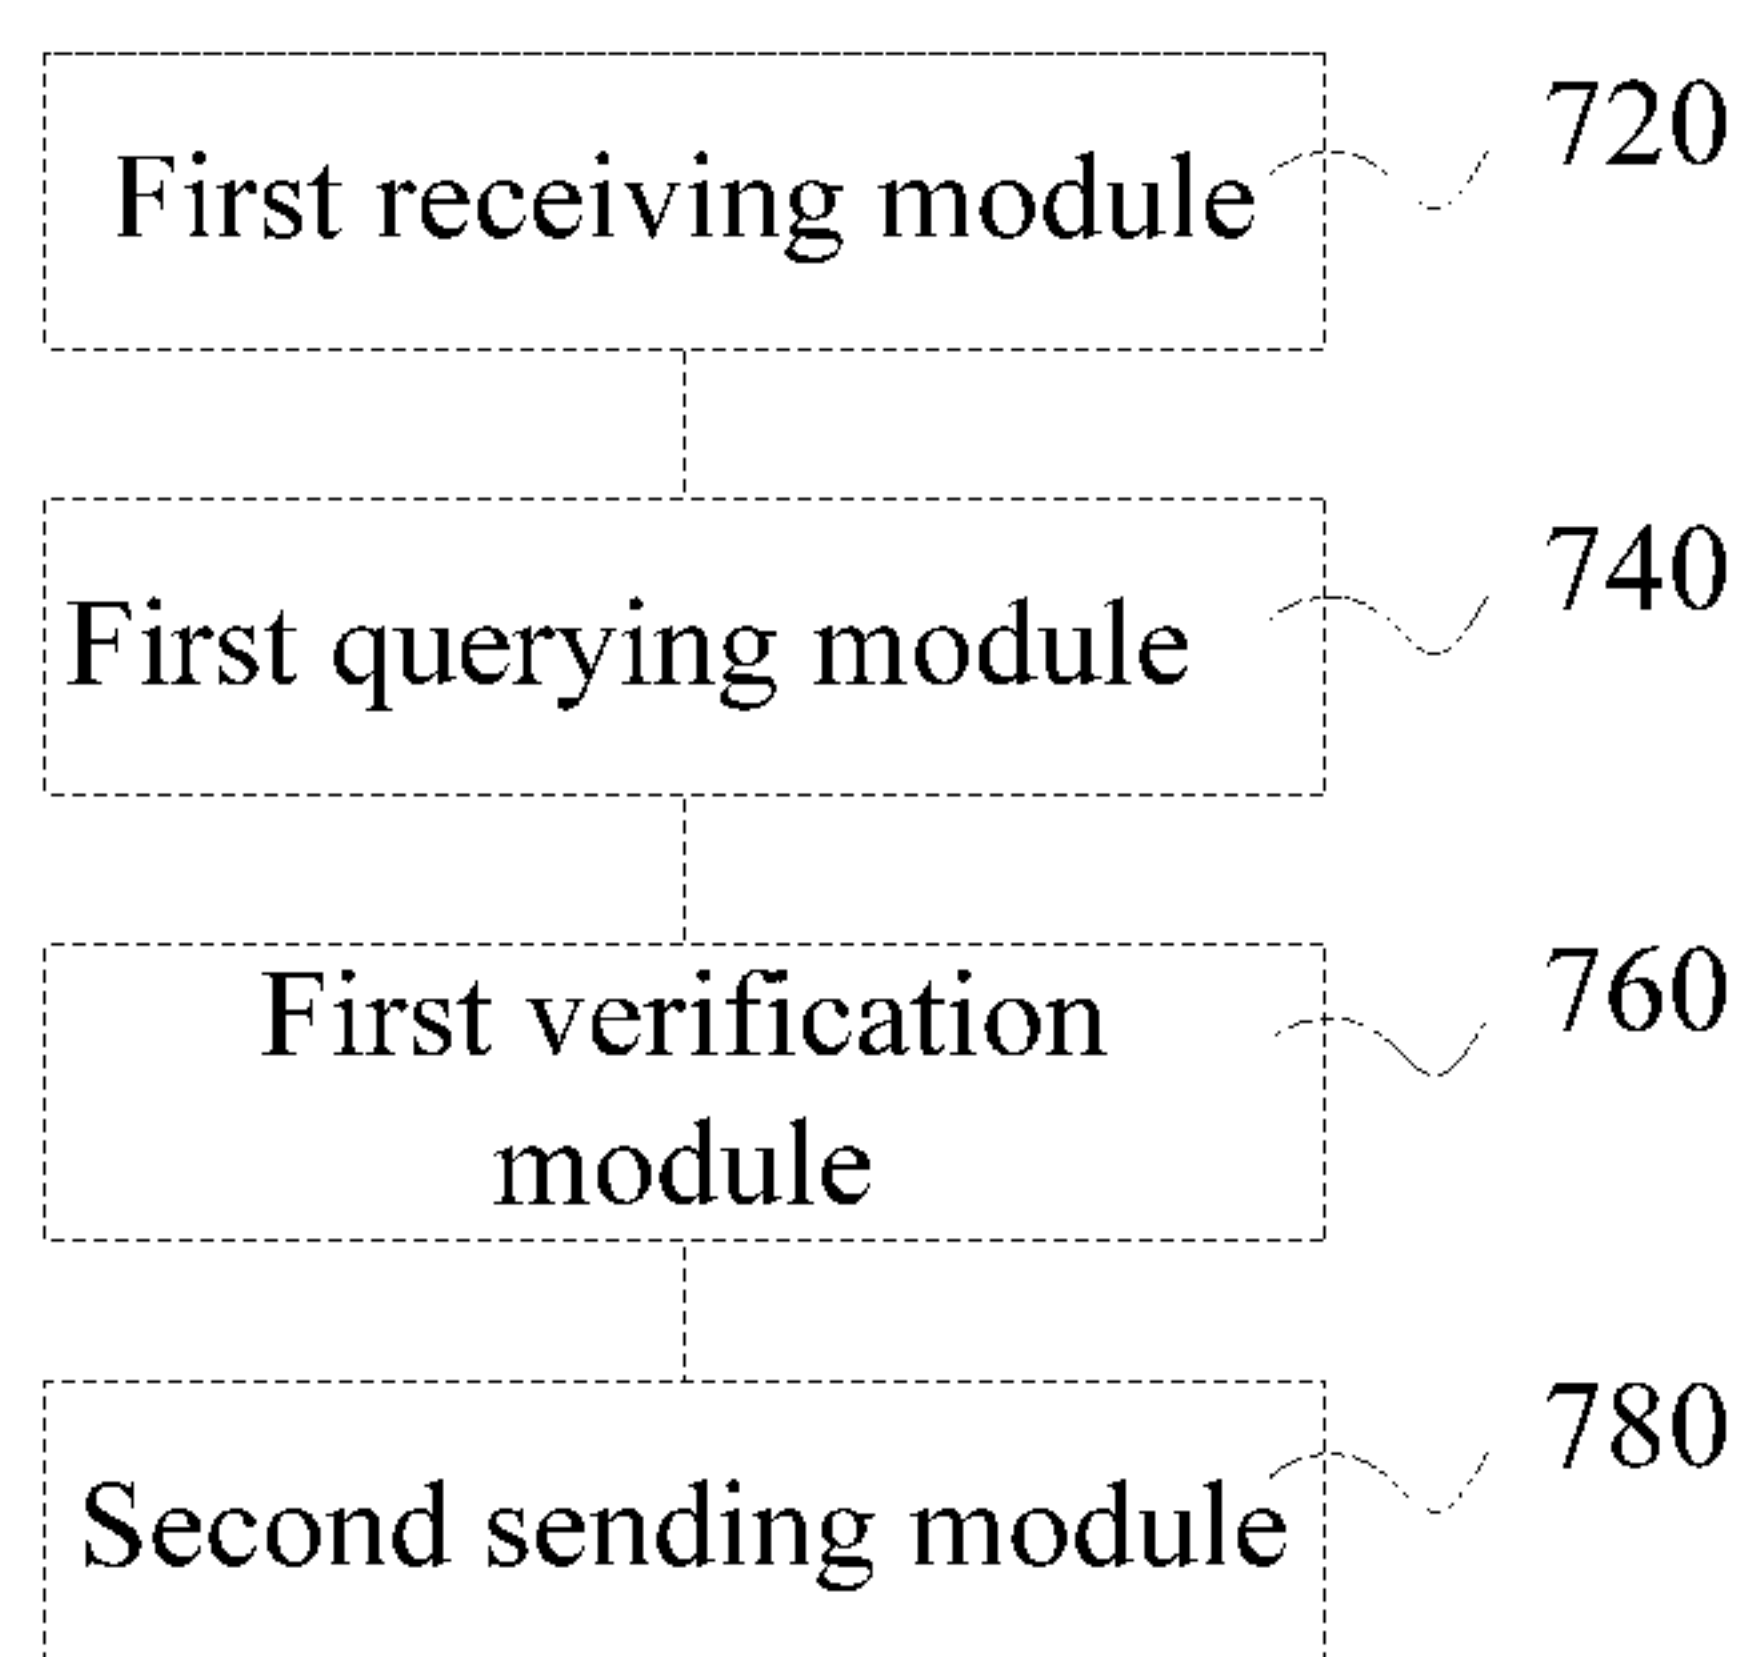 First receiving module 720
First querying module 740
First verification 760
module
Second sending module 780